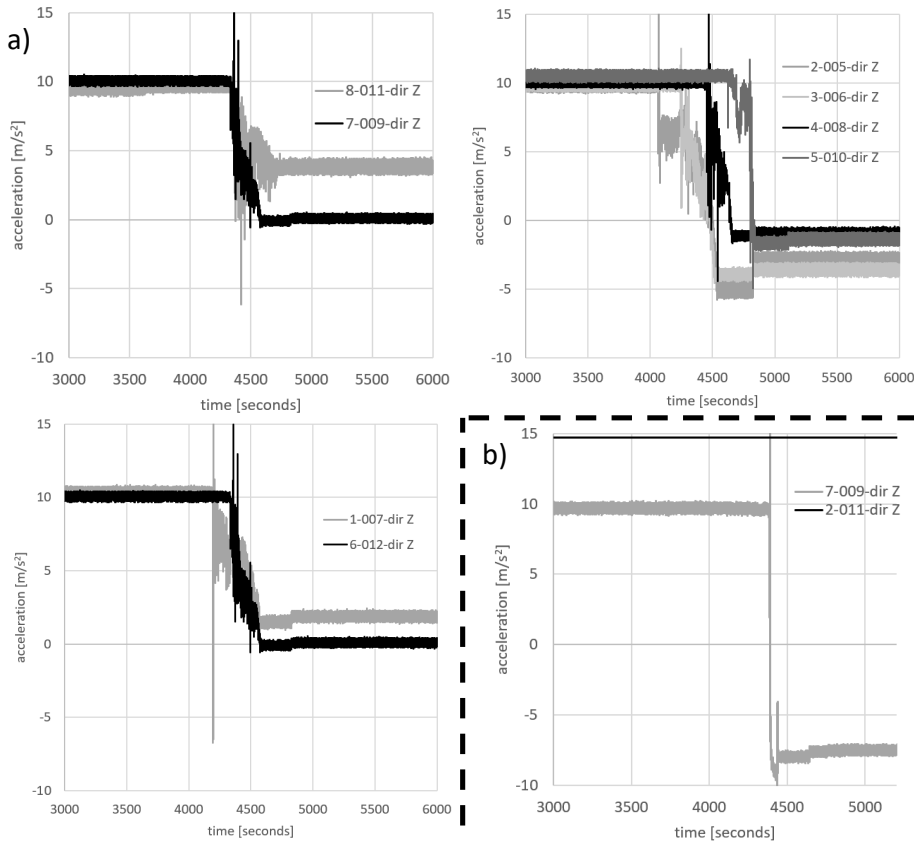 a)
15
10
5
0
-5
-10
acceleration [m/s²]
8-011-dir Z
7-009-dir Z
3000 3500 4000 4500 5000 5500 6000
time [seconds]
15
10
5
0
-5
-10
acceleration [m/s²]
2-005-dir Z
3-006-dir Z
4-008-dir Z
5-010-dir Z
3000 3500 4000 4500 5000 5500 6000
time [seconds]
15
10
5
0
-5
-10
acceleration [m/s²]
1-007-dir Z
6-012-dir Z
3000 3500 4000 4500 5000 5500 6000
time [seconds]
b)
15
10
5
0
-5
-10
acceleration [m/s²]
7-009-dir Z
2-011-dir Z
3000 3500 4000 4500 5000
time [seconds]